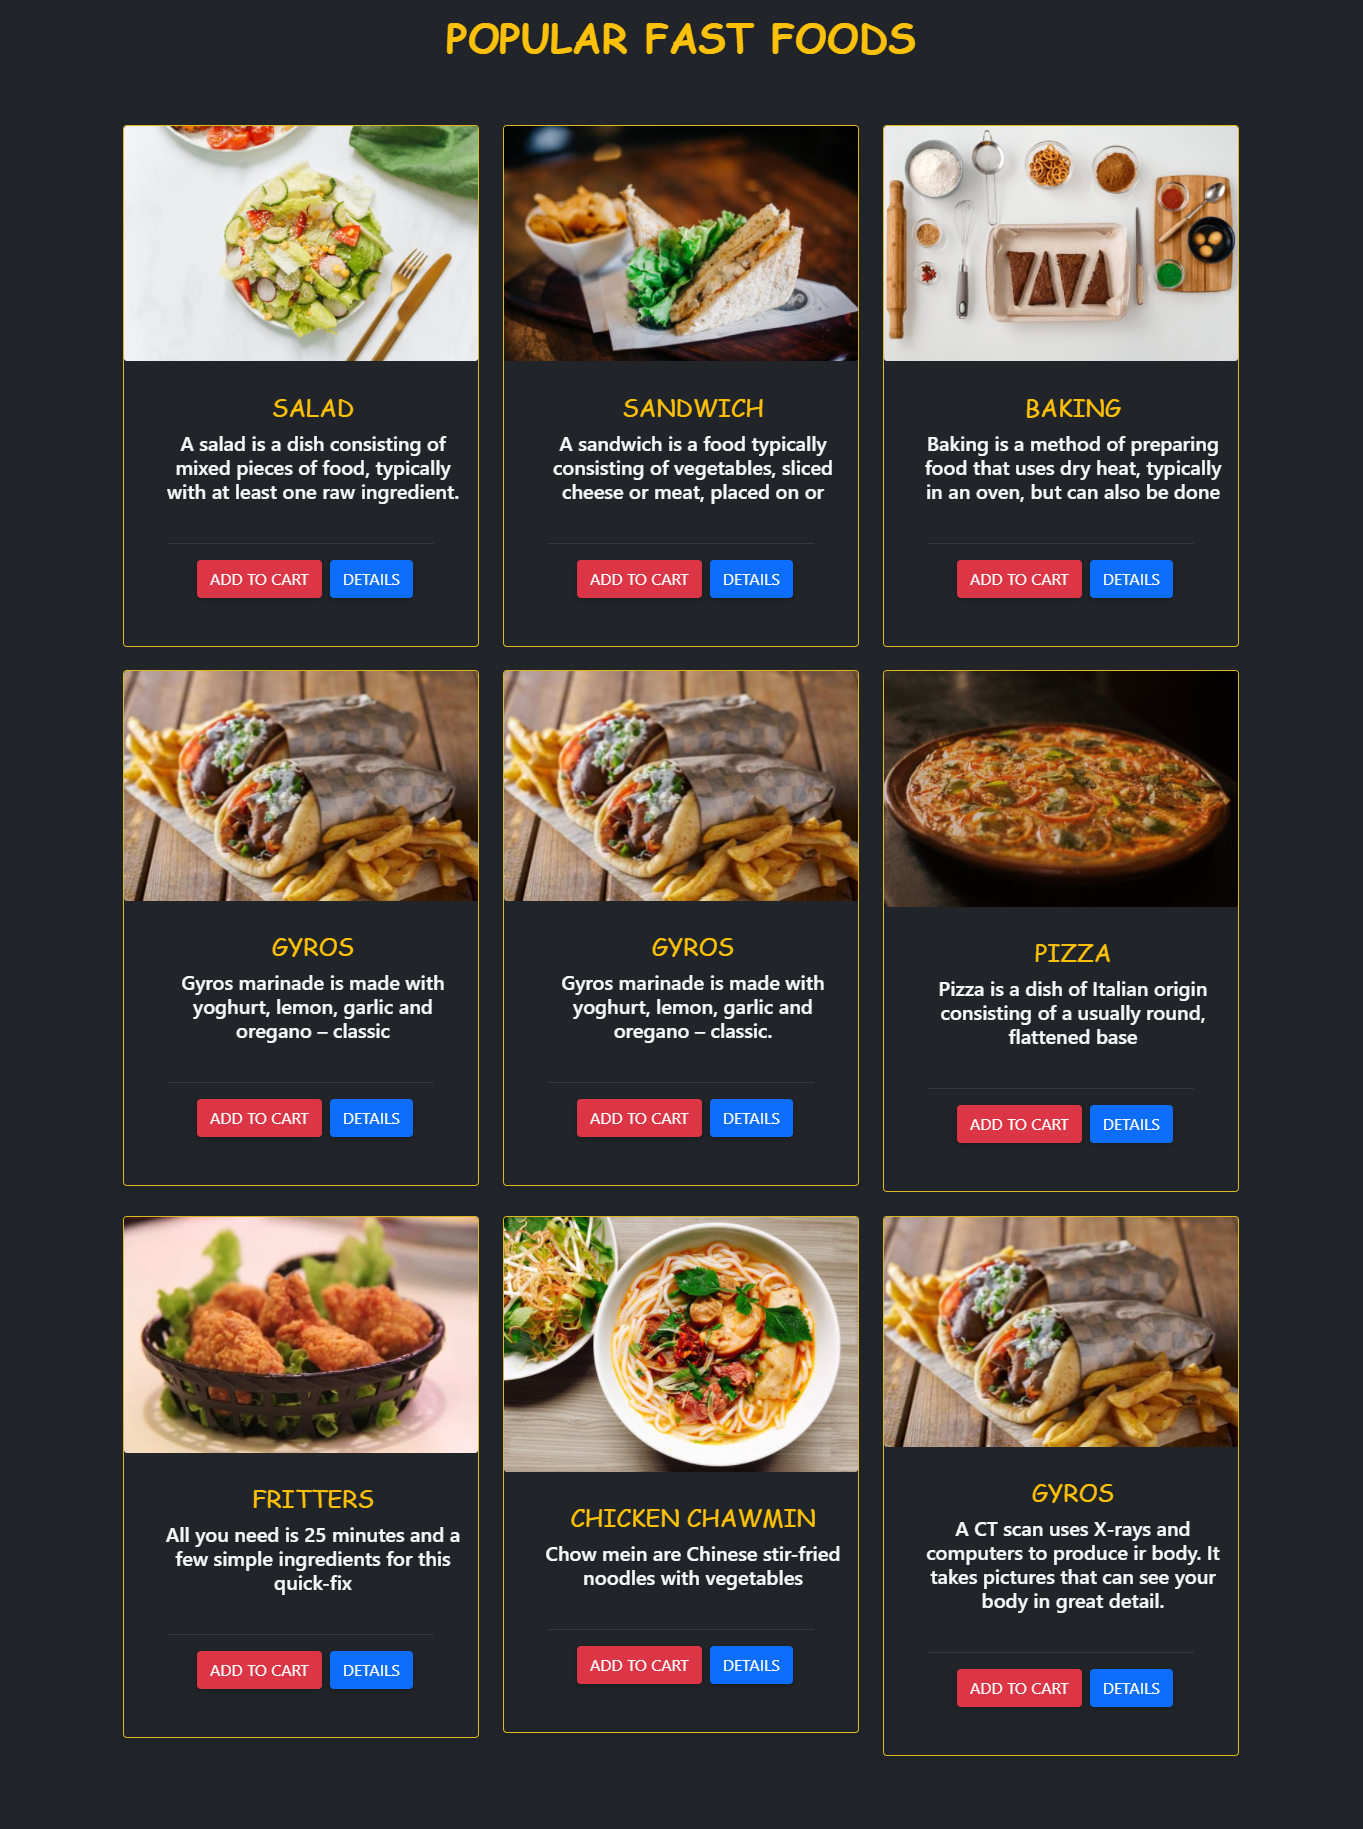 POPULAR FAST FOODS
SALAD
A salad is a dish consisting of
mixed pieces of food, typically
with at least one raw ingredient.
ADD TO CART DETAILS
SANDWICH
A sandwich is a food typically
consisting of vegetables, sliced
cheese or meat, placed on or
ADD TO CART DETAILS
BAKING
Baking is a method of preparing
food that uses dry heat, typically
in an oven, but can also be done
ADD TO CART DETAILS
GYROS
Gyros marinade is made with
yoghurt, lemon, garlic and
oregano – classic
ADD TO CART DETAILS
GYROS
Gyros marinade is made with
yoghurt, lemon, garlic and
oregano – classic.
ADD TO CART DETAILS
PIZZA
Pizza is a dish of Italian origin
consisting of a usually round,
flattened base
ADD TO CART DETAILS
FRITTERS
All you need is 25 minutes and a
few simple ingredients for this
quick-fix
ADD TO CART DETAILS
CHICKEN CHAWMIN
Chow mein are Chinese stir-fried
noodles with vegetables
ADD TO CART DETAILS
GYROS
A CT scan uses X-rays and
computers to produce ir body. It
takes pictures that can see your
body in great detail.
ADD TO CART DETAILS